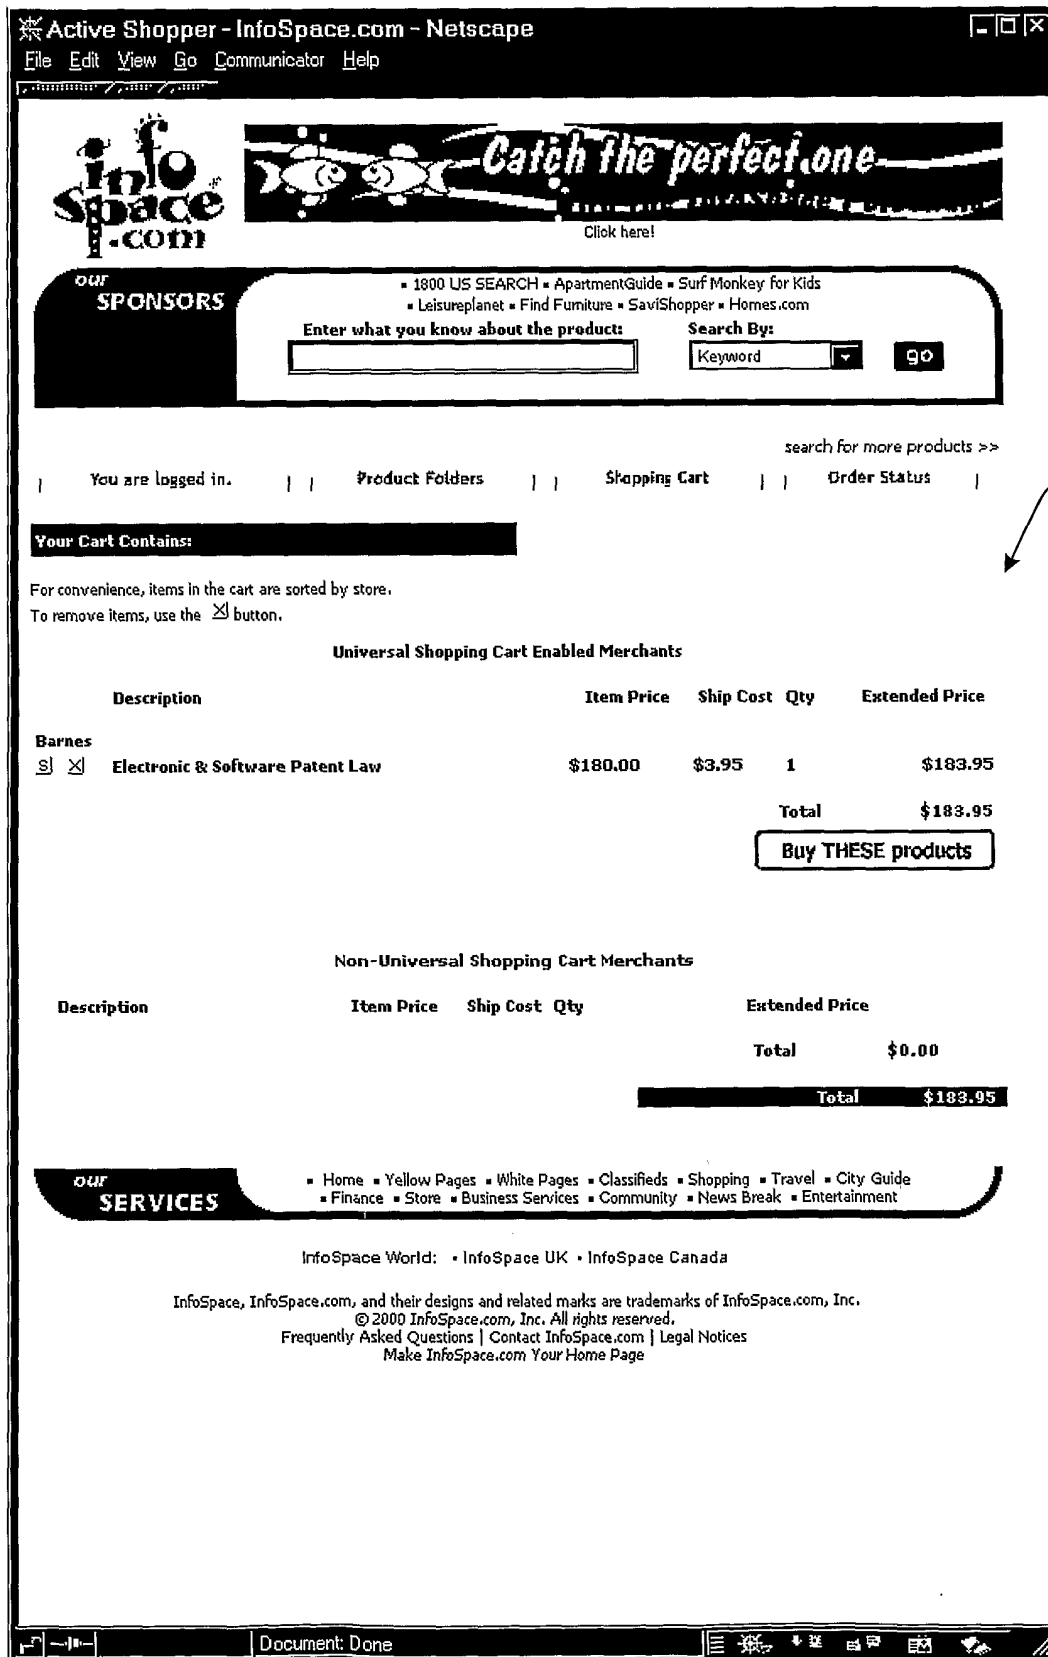 Active Shopper - InfoSpace.com - Netscape
File Edit View Go Communicator Help
info
space
.com
Catch the perfect one
Click here!
our
SPONSORS
▪ 1800 US SEARCH ▪ ApartmentGuide ▪ Surf Monkey for Kids
▪ Leisureplanet ▪ Find Furniture ▪ SaviShopper ▪ Homes.com
Enter what you know about the product: Search By:
Keyword go
search for more products >>
| You are logged in. | | Product Folders | | Shopping Cart | | Order Status |
Your Cart Contains:
For convenience, items in the cart are sorted by store.
To remove items, use the X button.
Universal Shopping Cart Enabled Merchants
Description Item Price Ship Cost Qty Extended Price
Barnes
S X Electronic & Software Patent Law $180.00 $3.95 1 $183.95
Total $183.95
Buy THESE products
Non-Universal Shopping Cart Merchants
Description Item Price Ship Cost Qty Extended Price
Total $0.00
Total $183.95
our
SERVICES
▪ Home ▪ Yellow Pages ▪ White Pages ▪ Classifieds ▪ Shopping ▪ Travel ▪ City Guide
▪ Finance ▪ Store ▪ Business Services ▪ Community ▪ News Break ▪ Entertainment
InfoSpace World: • InfoSpace UK • InfoSpace Canada
InfoSpace, InfoSpace.com, and their designs and related marks are trademarks of InfoSpace.com, Inc.
© 2000 InfoSpace.com, Inc. All rights reserved.
Frequently Asked Questions | Contact InfoSpace.com | Legal Notices
Make InfoSpace.com Your Home Page
Document: Done